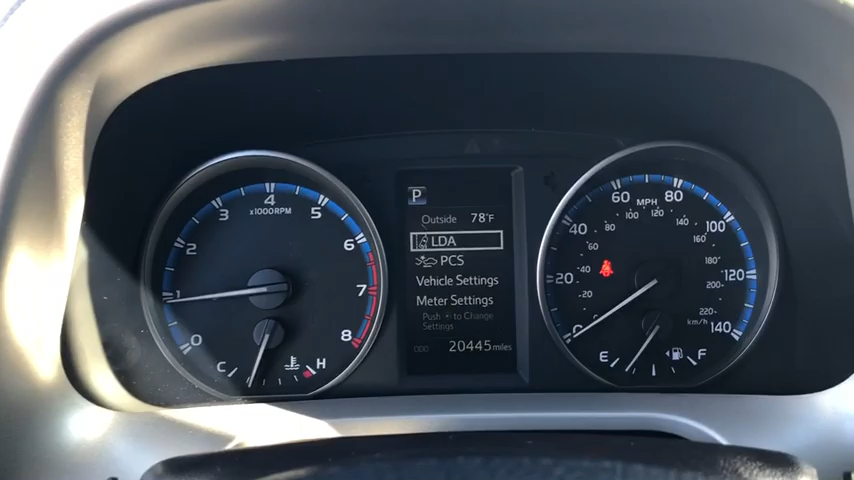 4
x1000RPM
3
5
2
6
1
7
0
8
C
H
P
Outside 78°F
LDA
PCS
Vehicle Settings
Meter Settings
Push to Change
Settings
ODO 20445 miles
60
MPH
80
100
120
40
80
140
100
60
160
20
40
180
120
20
200
0
0
220
km/h
140
E
F